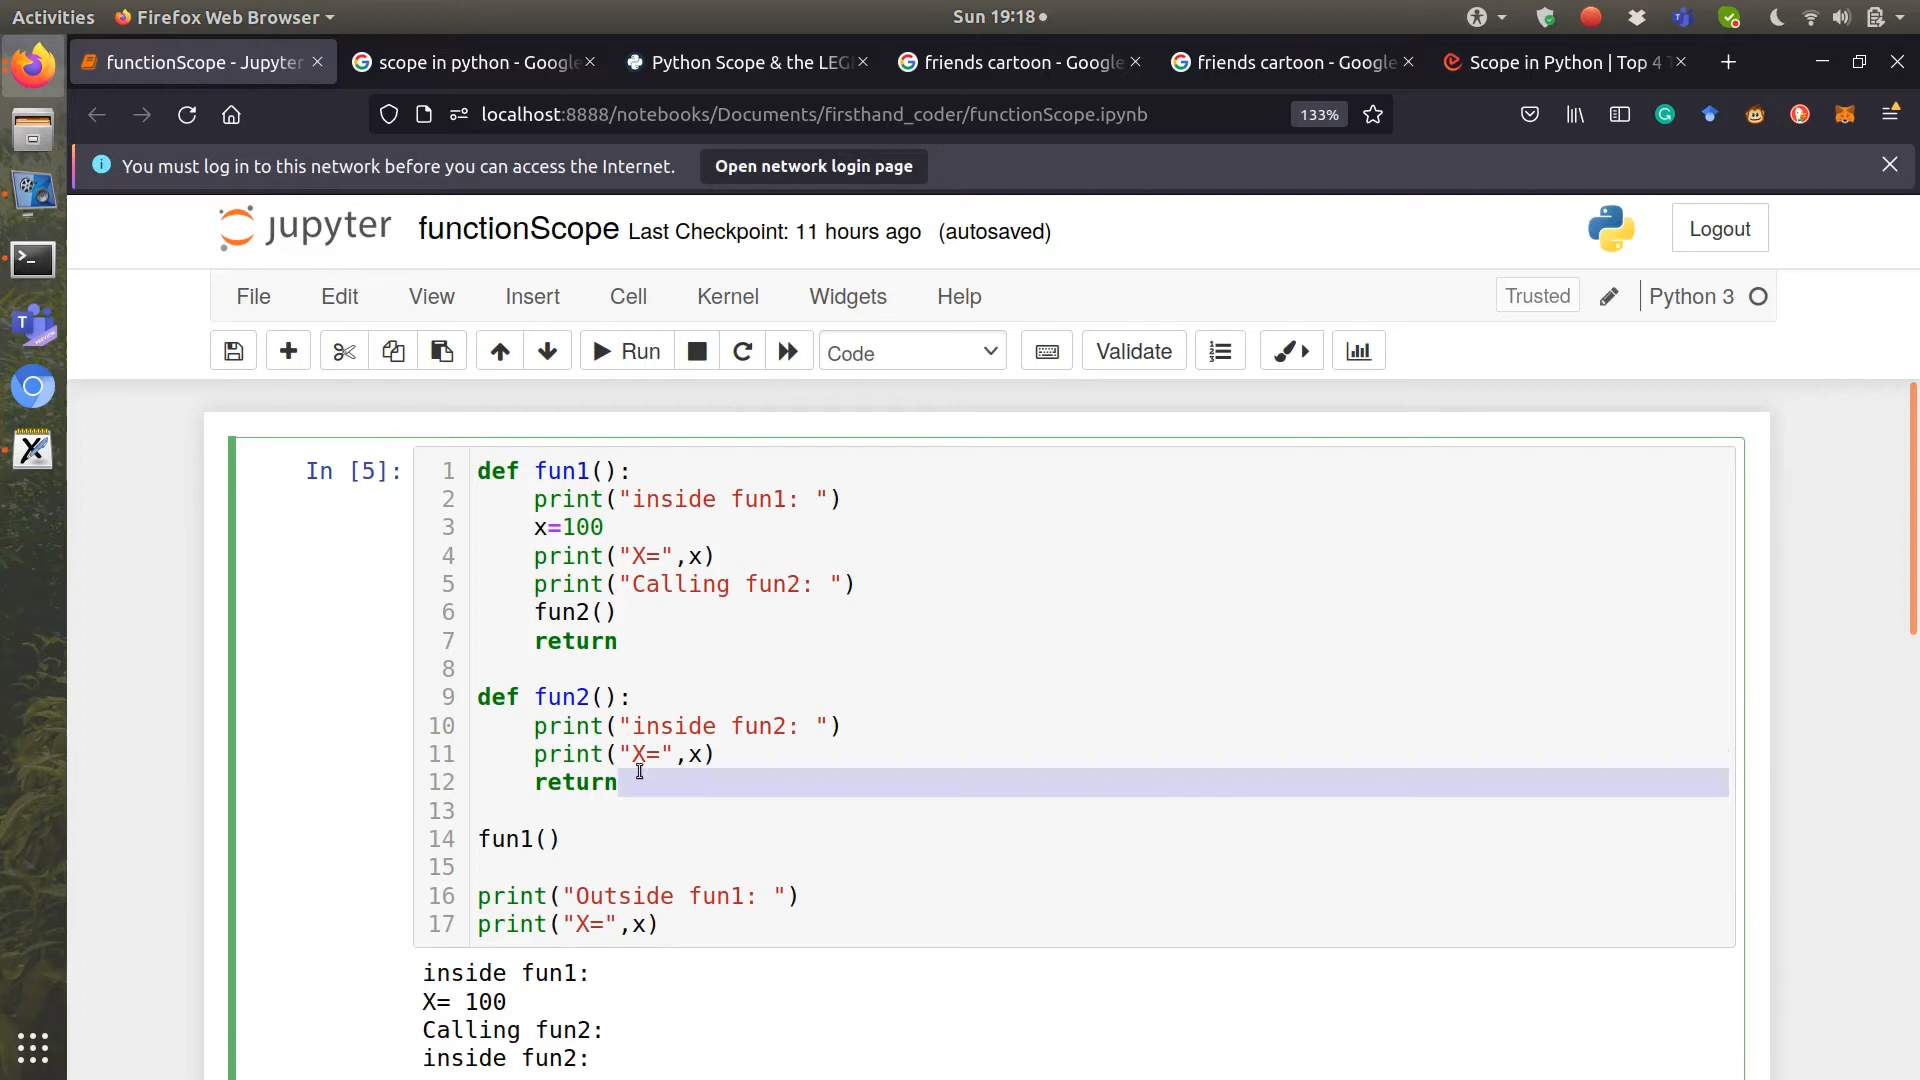 Activities Firefox Web Browser Sun 19:18
functionScope - Jupyter scope in python - Google Python Scope & the LEG friends cartoon - Google friends cartoon - Google Scope in Python | Top 4 T
localhost:8888/notebooks/Documents/firsthand_coder/functionScope.ipynb 133%
You must log in to this network before you can access the Internet. Open network login page
jupyter functionScope Last Checkpoint: 11 hours ago (autosaved) Logout
File Edit View Insert Cell Kernel Widgets Help Trusted Python 3
Run Code Validate
In [5]:
1 def fun1():
2     print("inside fun1: ")
3     x=100
4     print("X=",x)
5     print("Calling fun2: ")
6     fun2()
7     return
8
9 def fun2():
10     print("inside fun2: ")
11     print("X=",x)
12     return
13
14 fun1()
15
16 print("Outside fun1: ")
17 print("X=",x)
inside fun1:
X= 100
Calling fun2:
inside fun2: